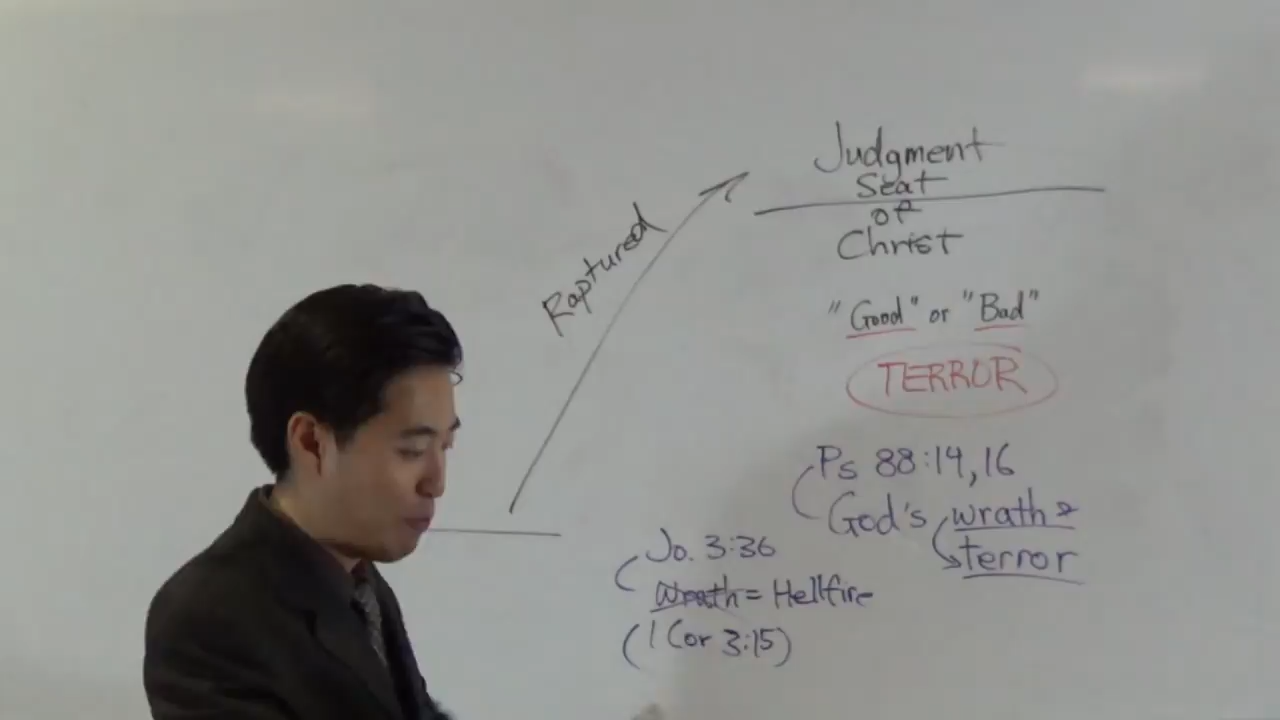 Judgment
Seat
of
Christ
Raptured
"Good" or "Bad"
TERROR
Ps 88:14,16
God's wrath &
terror
Jo. 3:36
Wrath = Hellfire
(1 Cor 3:15)